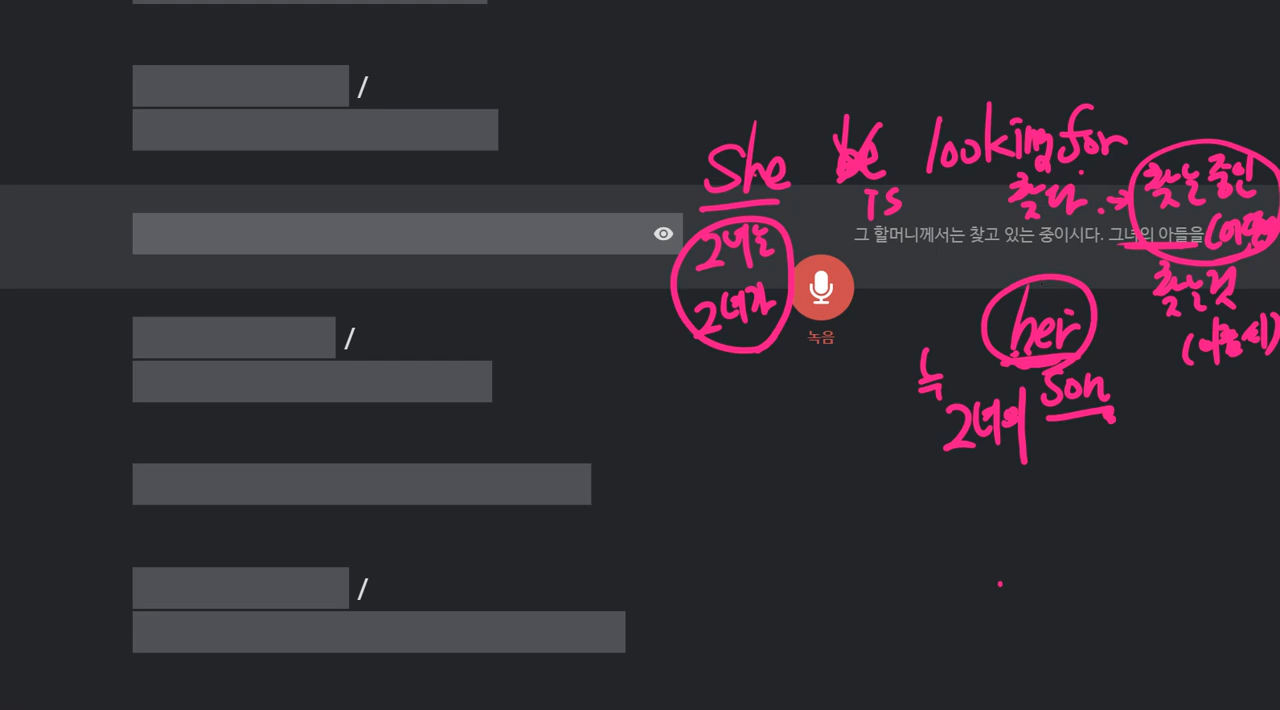 /
She be looking for
is
찾다. → 찾는 중인
그 할머니께서는 찾고 있는 중이시다. 그녀의 아들을
그녀는
그녀가
찾는 것
녹음
her
son
그녀의
/
/